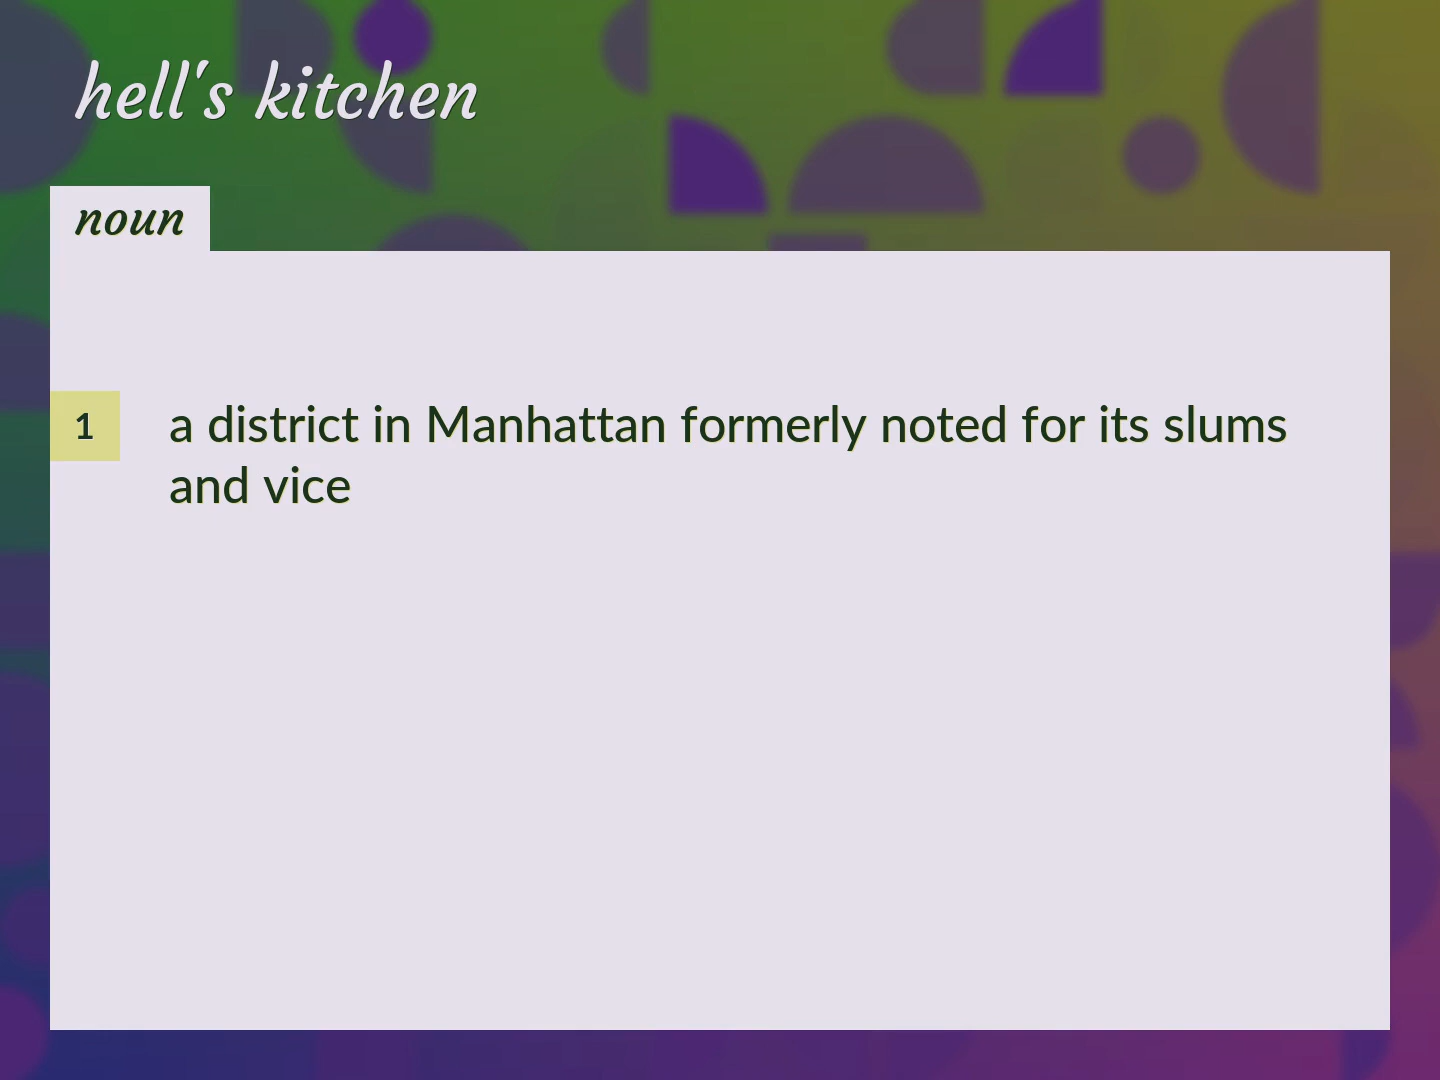 hell's kitchen
noun
1
a district in Manhattan formerly noted for its slums
and vice